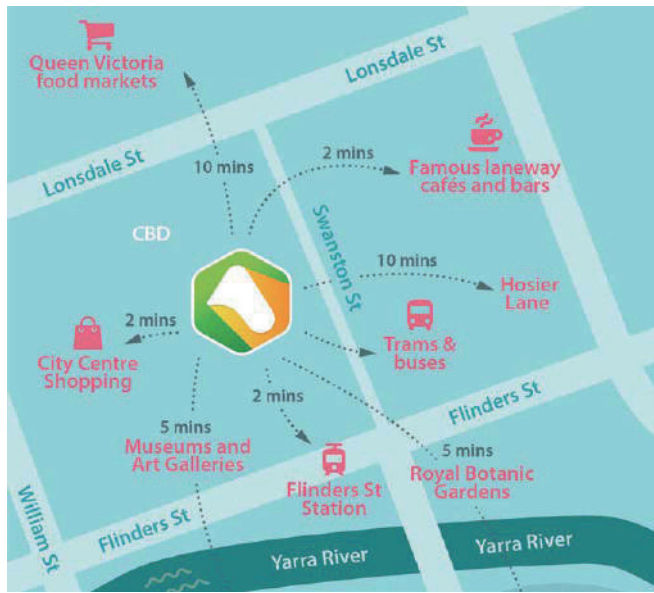 Queen Victoria
food markets
Lonsdale St
10 mins
2 mins
Famous laneway
cafés and bars
Lonsdale St
CBD
Swanston St
10 mins
Hosier
Lane
2 mins
City Centre
Shopping
Trams &
buses
2 mins
5 mins
Museums and
Art Galleries
Flinders St
Station
Flinders St
5 mins
Royal Botanic
Gardens
William St
Flinders St
Yarra River
Yarra River